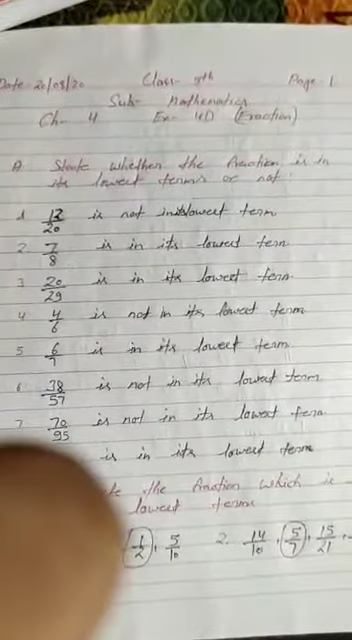 Date 20/08/20 Class- 5th Page-1
Sub- Mathematics
Ch- 4 Ex- 4D (Fraction)
A State whether the fraction is in
its lowest terms or not.
1 12/20 is not in its lowest term
2. 7/8 is in its lowest term
3 20/29 is in its lowest term
4 4/6 is not in its lowest term
5 6/7 is in its lowest term
6 38/57 is not in its lowest term
7. 70/95 is not in its lowest term
is in its lowest term
the fraction which is
lowest terms
1/2, 5/10 2. 14/10, 5/7, 15/21,